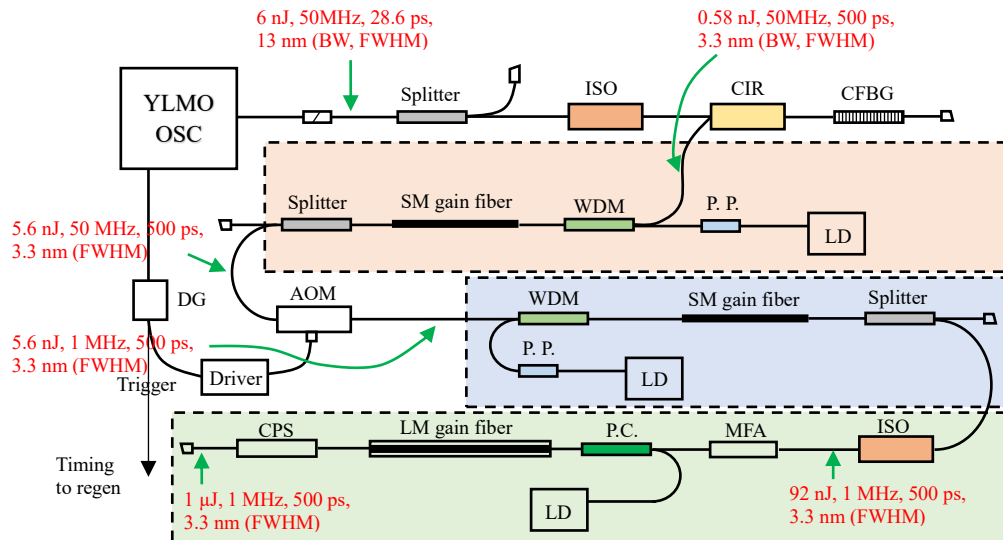 6 nJ, 50MHz, 28.6 ps,
13 nm (BW, FWHM)
0.58 nJ, 50MHz, 500 ps,
3.3 nm (BW, FWHM)
YLMO
OSC
Splitter
ISO
CIR
CFBG
Splitter
SM gain fiber
WDM
P. P.
LD
5.6 nJ, 50 MHz, 500 ps,
3.3 nm (FWHM)
DG
AOM
WDM
SM gain fiber
Splitter
5.6 nJ, 1 MHz, 500 ps,
3.3 nm (FWHM)
P. P.
LD
Trigger
Driver
CPS
LM gain fiber
P.C.
MFA
ISO
Timing
to regen
1 μJ, 1 MHz, 500 ps,
3.3 nm (FWHM)
LD
92 nJ, 1 MHz, 500 ps,
3.3 nm (FWHM)